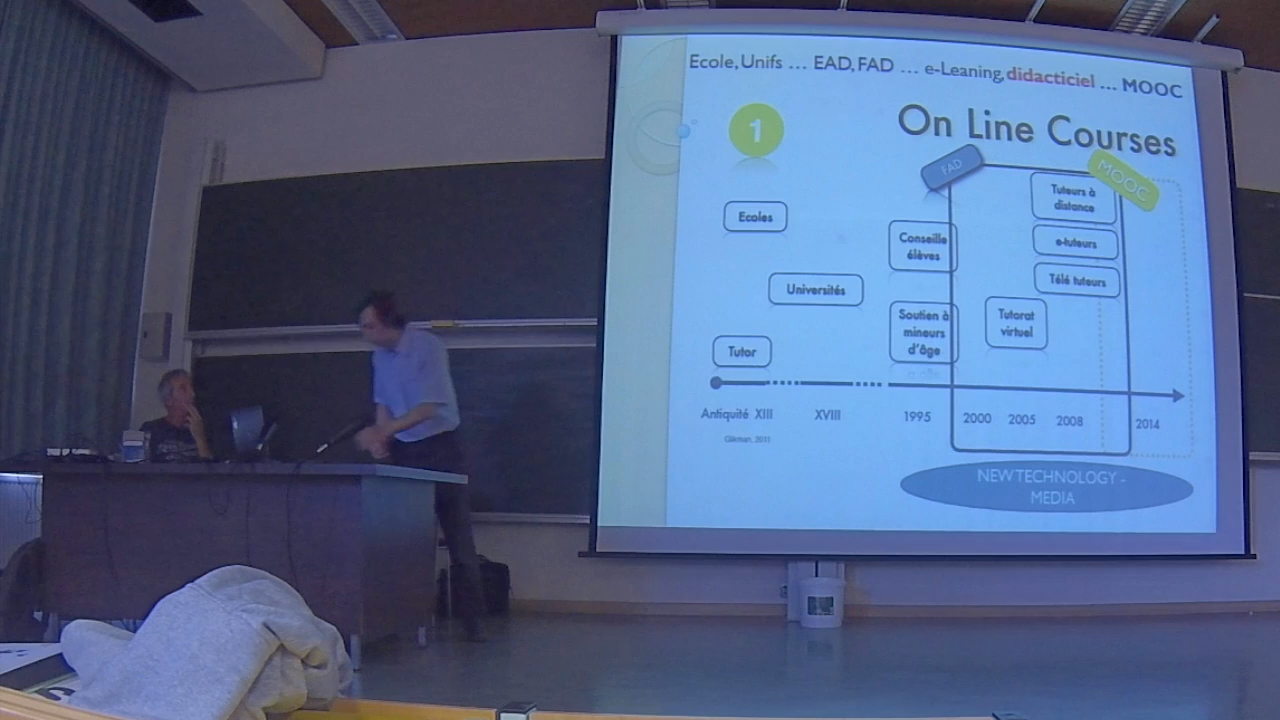 Ecole, Unifs ... EAD, FAD ... e-Leaning, didacticiel ... MOOC
1
On Line Courses
FAD
MOOC
Tuteurs à
distance
Ecoles
Conseille
élèves
e-tuteurs
Télé tuteurs
Universités
Soutien à
mineurs
d'âge
Tutorat
virtuel
Tutor
Antiquité XIII XVIII 1995 2000 2005 2008 2014
Glikman, 2011
NEW TECHNOLOGY -
MEDIA